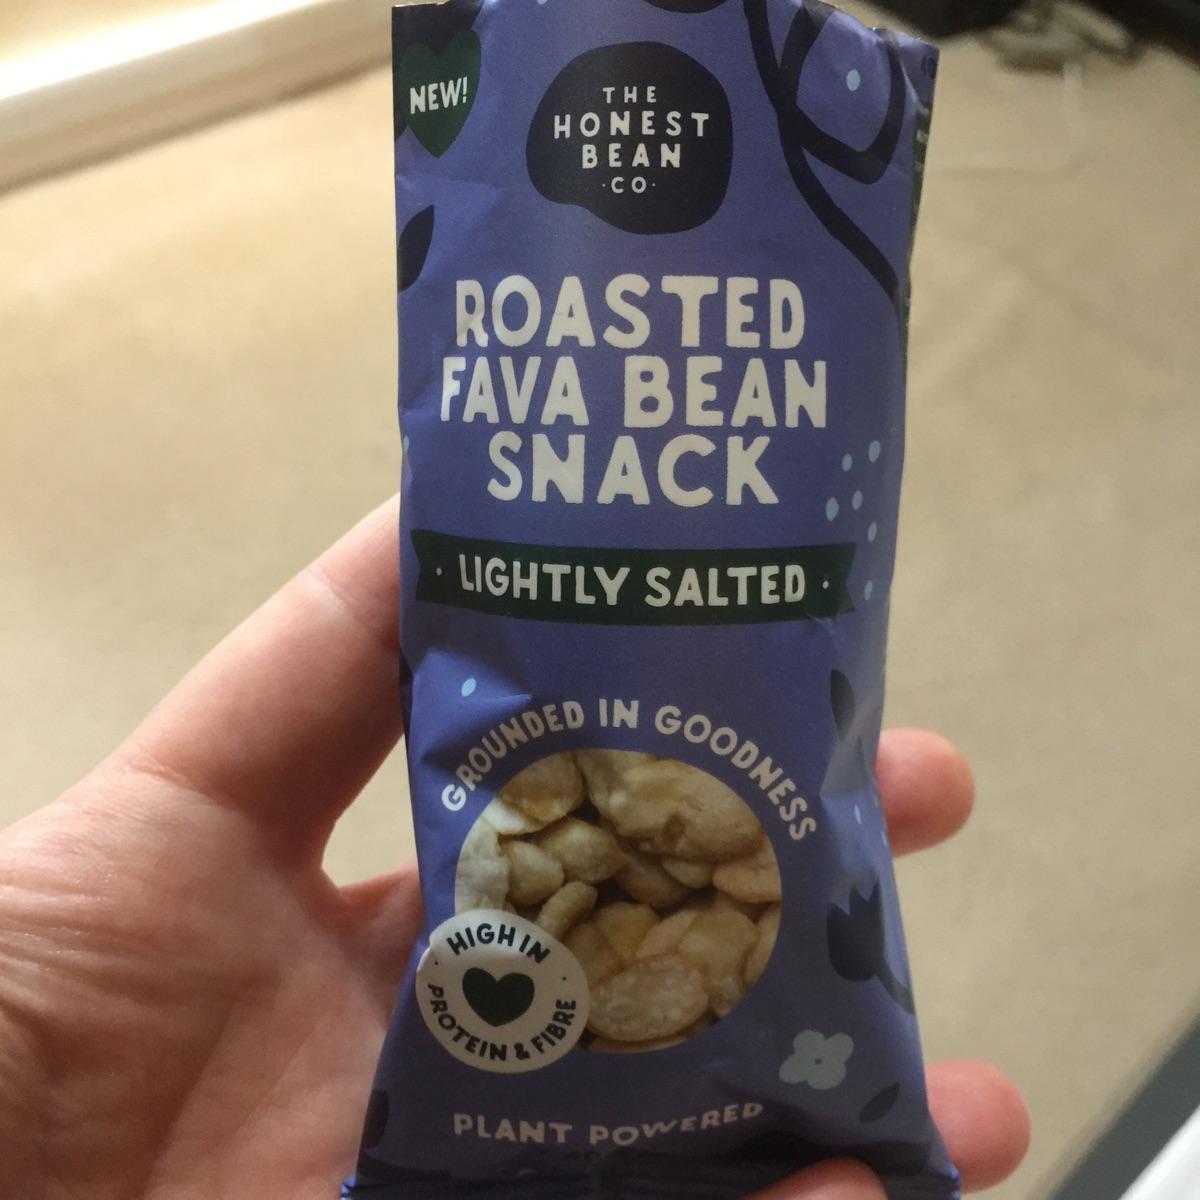 NEW!
THE
HONEST
BEAN
·CO·
ROASTED
FAVA BEAN
SNACK
· LIGHTLY SALTED ·
GROUNDED IN GOODNESS
· HIGH IN ·
PROTEIN & FIBRE
PLANT POWERED